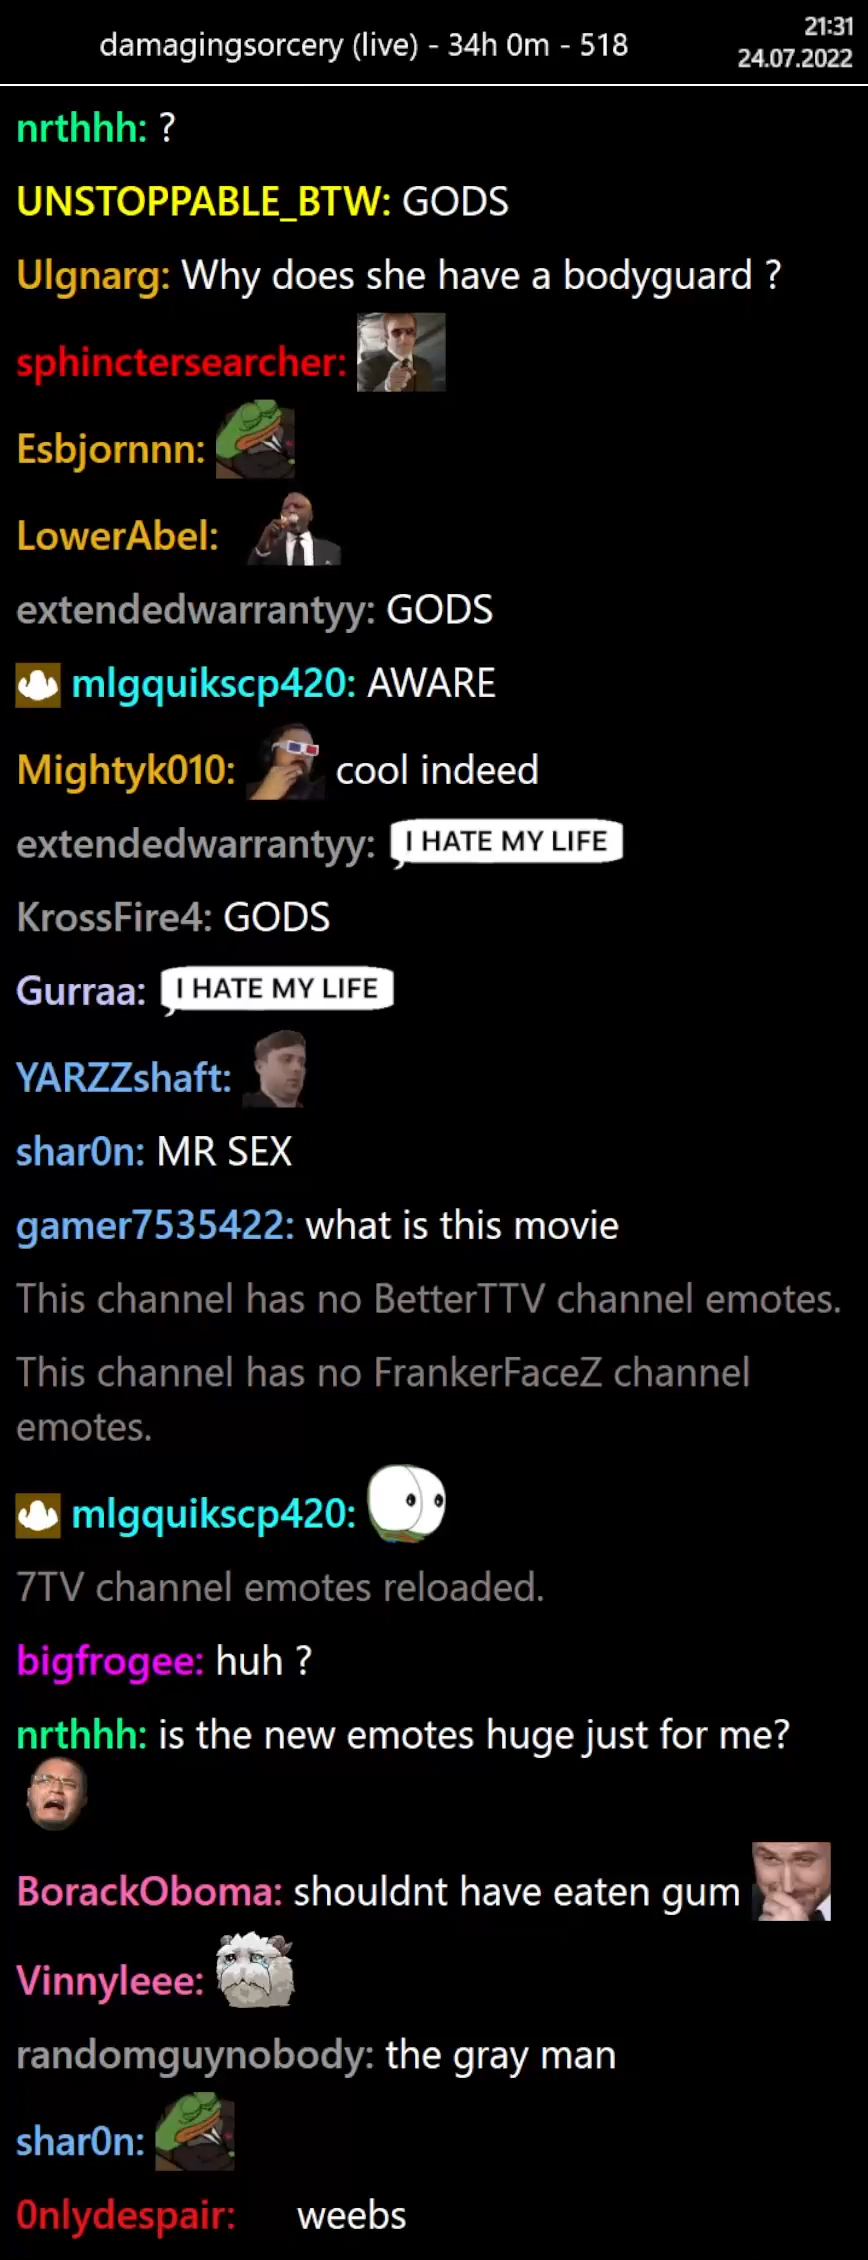 damagingsorcery (live) - 34h 0m - 518
21:31
24.07.2022
nrthhh: ?
UNSTOPPABLE_BTW: GODS
Ulgnarg: Why does she have a bodyguard ?
sphinctersearcher:
Esbjornnn:
LowerAbel:
extendedwarrantyy: GODS
mlgquikscp420: AWARE
Mightyk010: cool indeed
extendedwarrantyy: I HATE MY LIFE
KrossFire4: GODS
Gurraa: I HATE MY LIFE
YARZZshaft:
shar0n: MR SEX
gamer7535422: what is this movie
This channel has no BetterTTV channel emotes.
This channel has no FrankerFaceZ channel
emotes.
mlgquikscp420:
7TV channel emotes reloaded.
bigfrogee: huh ?
nrthhh: is the new emotes huge just for me?
BorackOboma: shouldnt have eaten gum
Vinnyleee:
randomguynobody: the gray man
shar0n:
0nlydespair: weebs